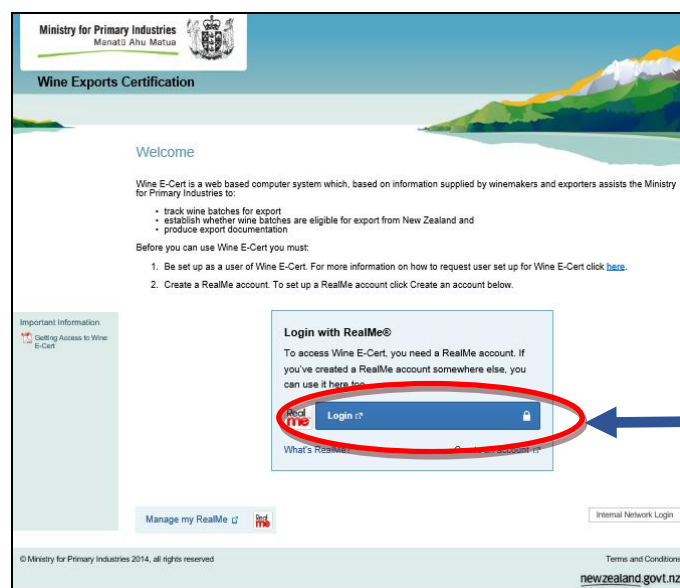 Ministry for Primary Industries
Manatū Ahu Matua
Wine Exports Certification
Welcome
Wine E-Cert is a web based computer system which, based on information supplied by winemakers and exporters assists the Ministry
for Primary Industries to:
• track wine batches for export
• establish whether wine batches are eligible for export from New Zealand and
• produce export documentation
Before you can use Wine E-Cert you must:
1. Be set up as a user of Wine E-Cert. For more information on how to request user set up for Wine E-Cert click here.
2. Create a RealMe account. To set up a RealMe account click Create an account below.
Important Information
Getting Access to Wine
E-Cert
Login with RealMe®
To access Wine E-Cert, you need a RealMe account. If
you've created a RealMe account somewhere else, you
can use it here too.
Real
me
Login
What's RealMe?
Create an account
Manage my RealMe
Real
me
Internal Network Login
© Ministry for Primary Industries 2014, all rights reserved
Terms and Conditions
newzealand.govt.nz